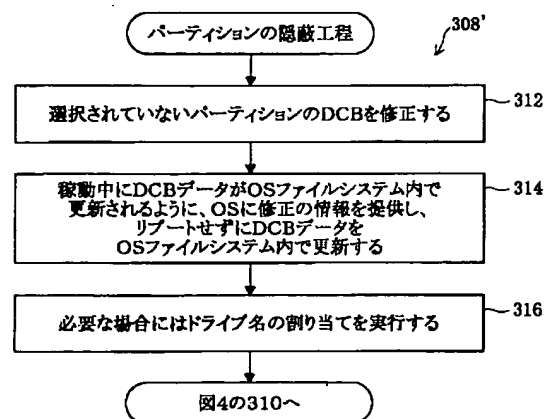 パーティションの隠蔽工程
308'
選択されていないパーティションのDCBを修正する
312
稼動中にDCBデータがOSファイルシステム内で
更新されるように、OSに修正の情報を提供し、
リブートせずにDCBデータを
OSファイルシステム内で更新する
314
必要な場合にはドライブ名の割り当てを実行する
316
図4の310へ